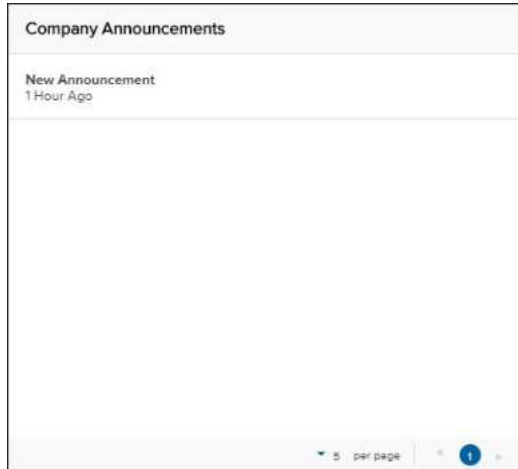 Company Announcements
New Announcement
1 Hour Ago
5 per page 1